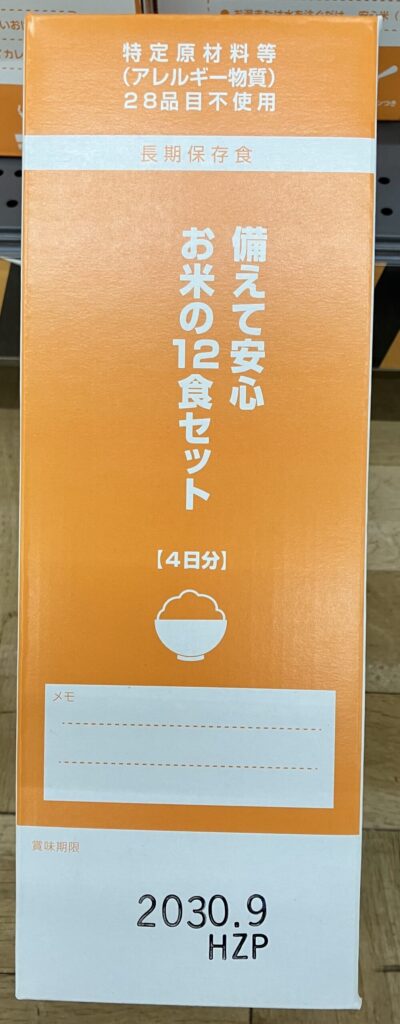 特定原材料等
（アレルギー物質）
28品目不使用
長期保存食
備えて安心
お米の12食セット
【4日分】
メモ
賞味期限
2030.9
HZP